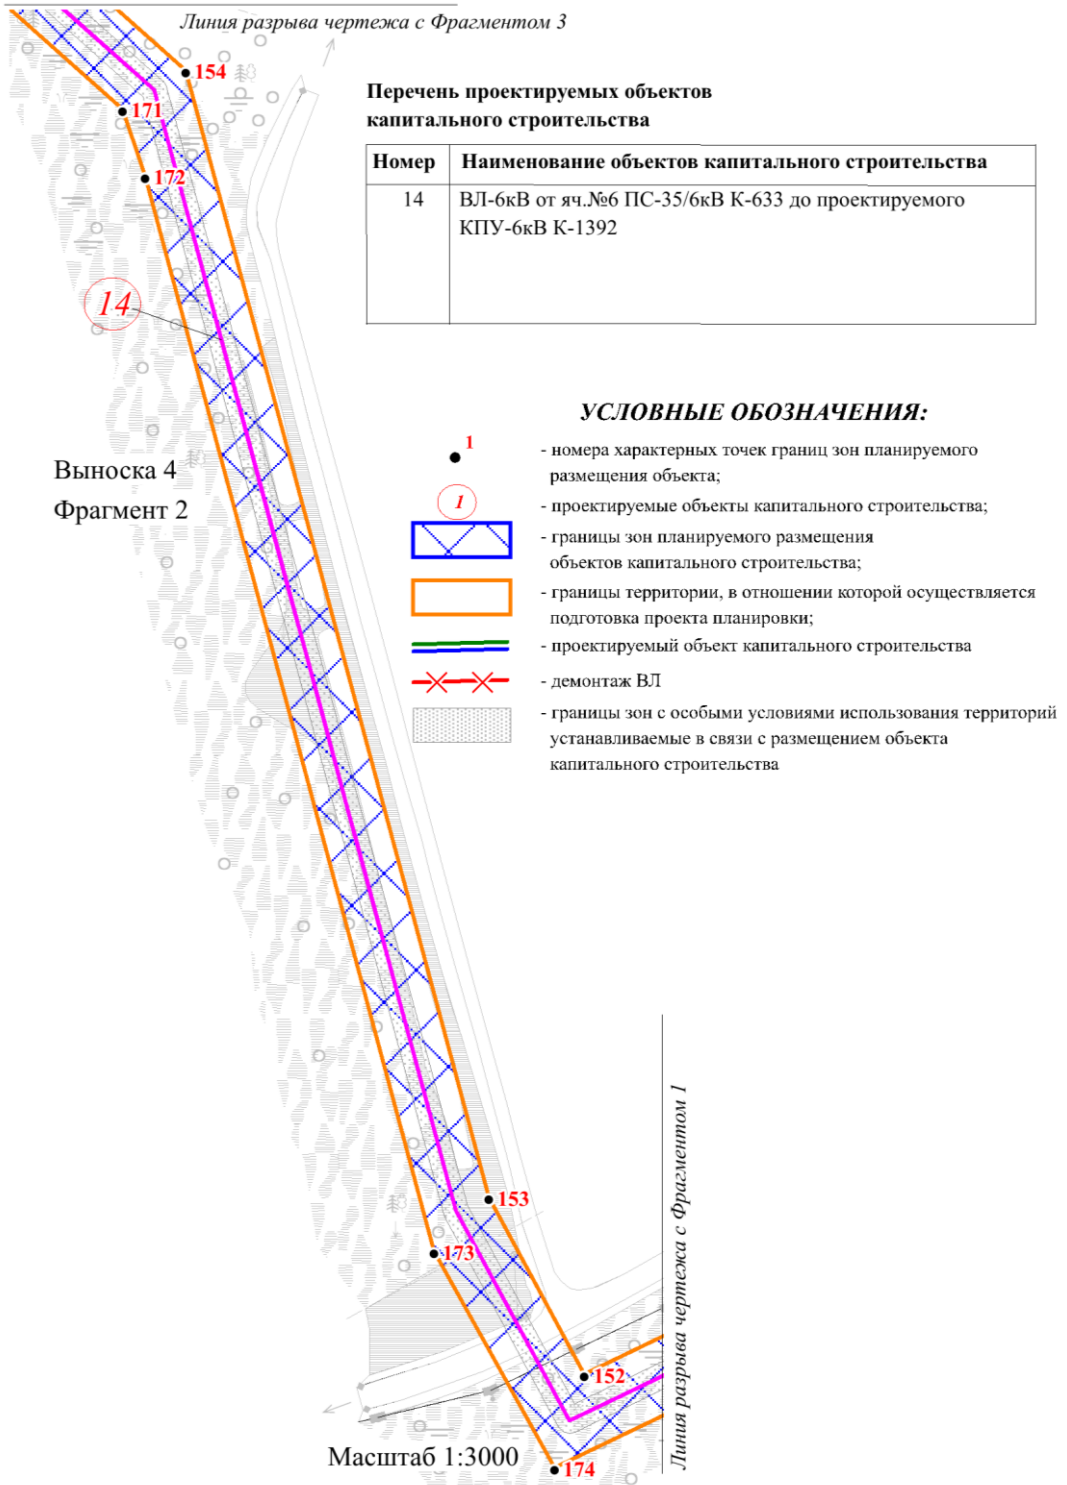 Линия разрыва чертежа с Фрагментом 3
154
171
172
14
Перечень проектируемых объектов
капитального строительства
Номер Наименование объектов капитального строительства
14 ВЛ-6кВ от яч.№6 ПС-35/6кВ К-633 до проектируемого
КПУ-6кВ К-1392
Выноска 4
Фрагмент 2
УСЛОВНЫЕ ОБОЗНАЧЕНИЯ:
1
- номера характерных точек границ зон планируемого
размещения объекта;
1
- проектируемые объекты капитального строительства;
- границы зон планируемого размещения
объектов капитального строительства;
- границы территории, в отношении которой осуществляется
подготовка проекта планировки;
- проектируемый объект капитального строительства
- демонтаж ВЛ
- границы зон с особыми условиями использования территорий
устанавливаемые в связи с размещением объекта
капитального строительства
153
173
152
174
Линия разрыва чертежа с Фрагментом 1
Масштаб 1:3000